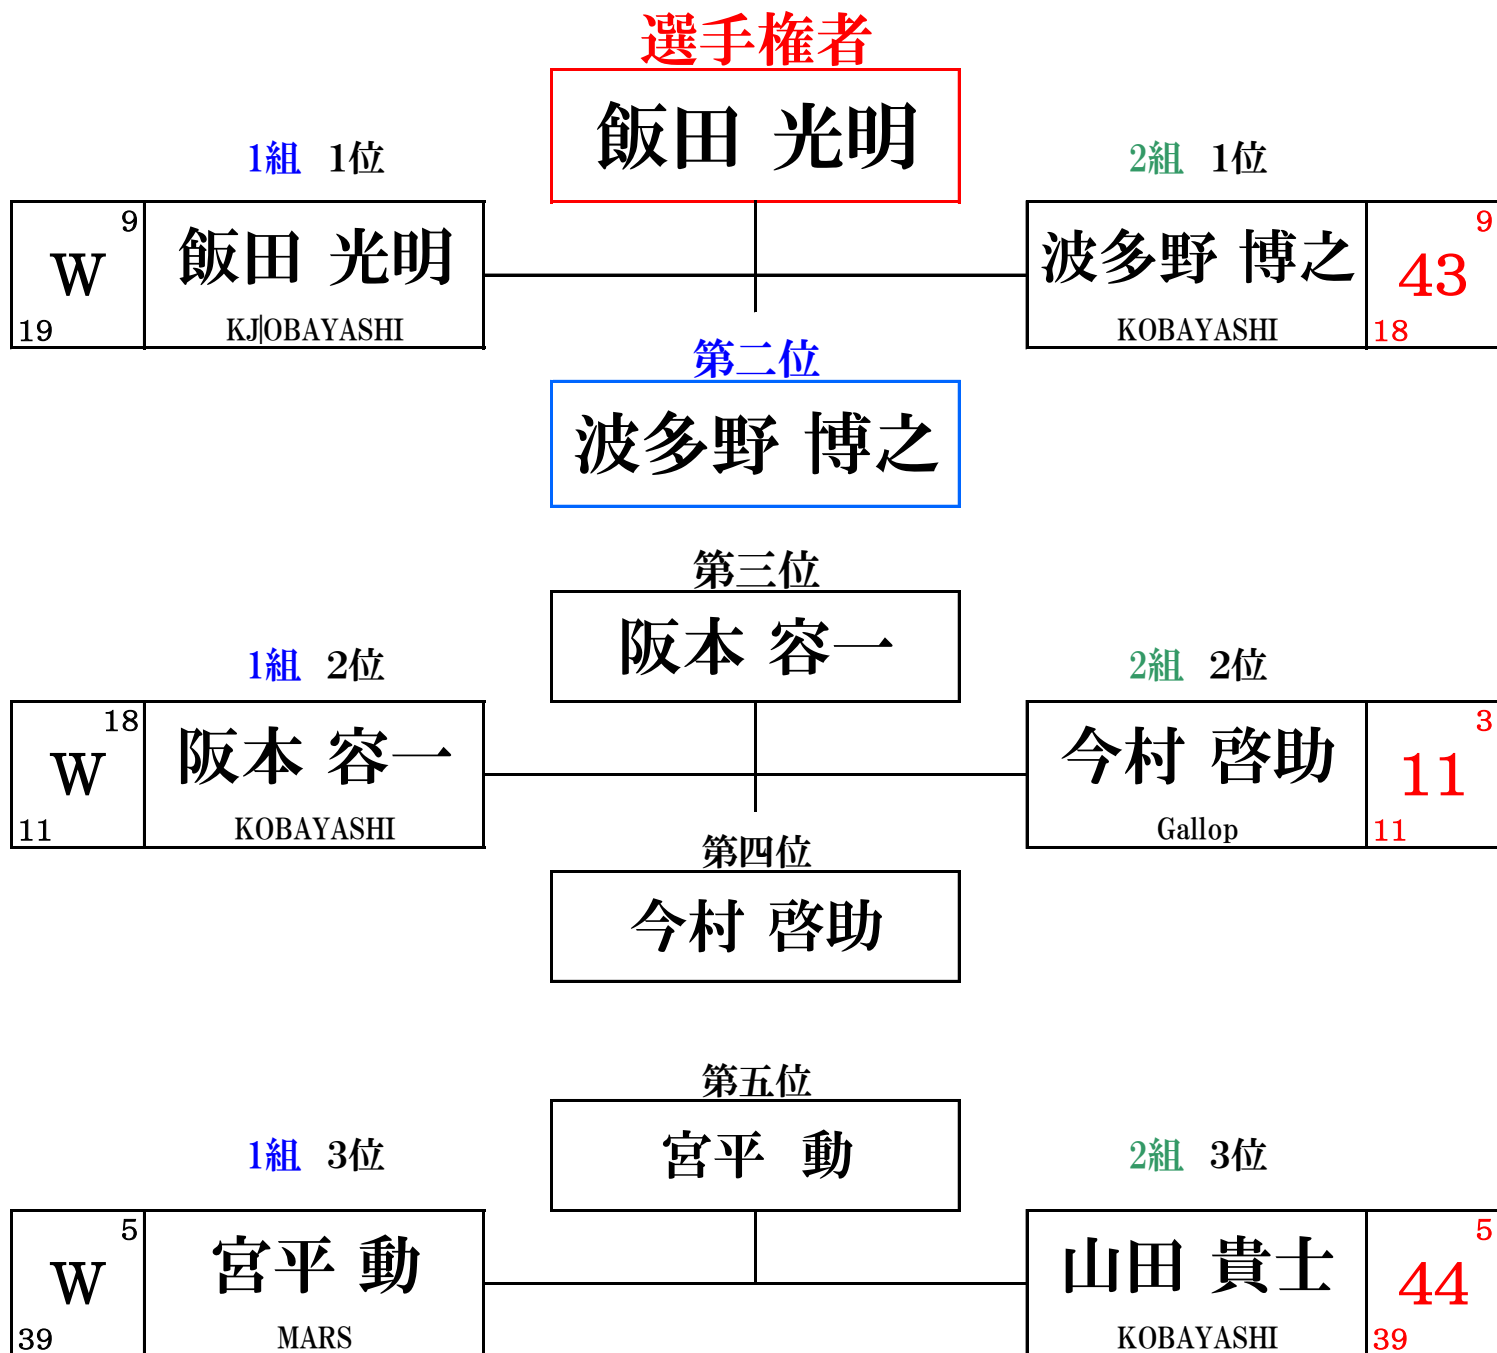 選手権者
飯田 光明
1組 1位
2組 1位
9
W
19
飯田 光明
KJOBAYASHI
波多野 博之
KOBAYASHI
9
43
18
第二位
波多野 博之
第三位
阪本 容一
1組 2位
2組 2位
18
W
11
阪本 容一
KOBAYASHI
今村 啓助
Gallop
3
11
11
第四位
今村 啓助
第五位
宮平 動
1組 3位
2組 3位
5
W
39
宮平 動
MARS
山田 貴士
KOBAYASHI
5
44
39